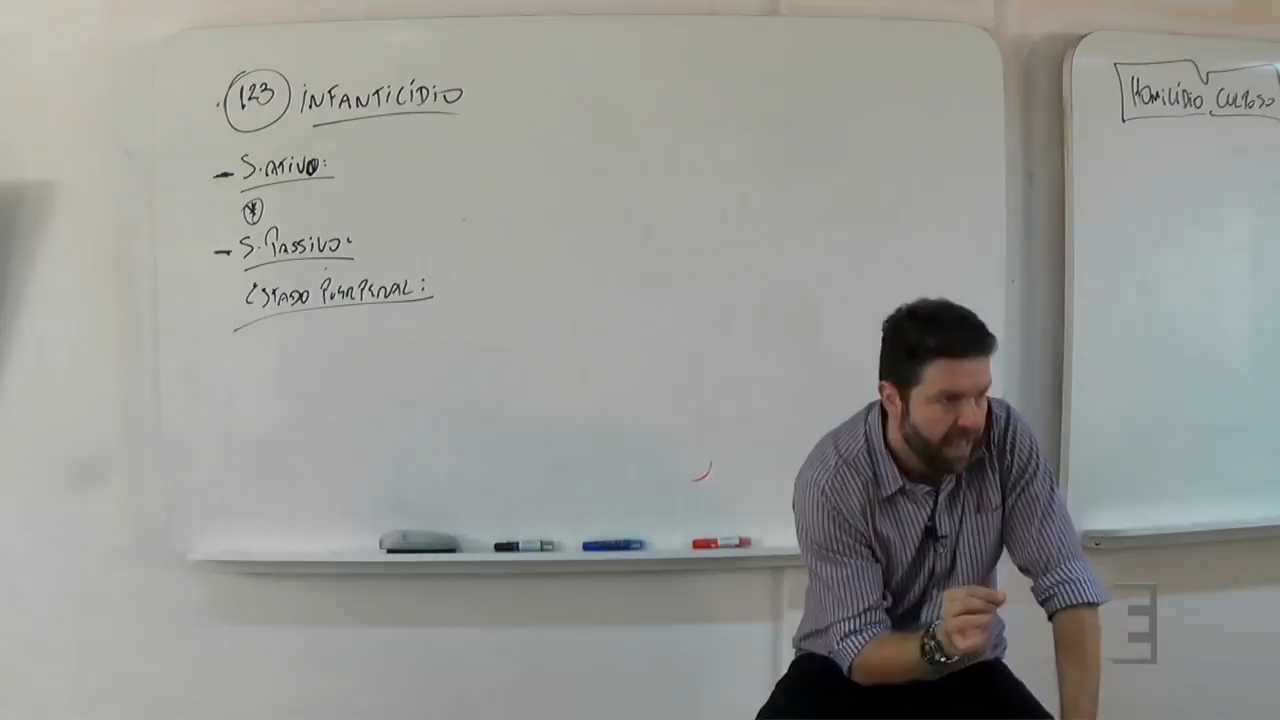 123 INFANTICÍDIO
- S. ATIVO:
*
- S. PASSIVO:
ESTADO PUERPERAL:
HOMICÍDIO CULPOSO
E